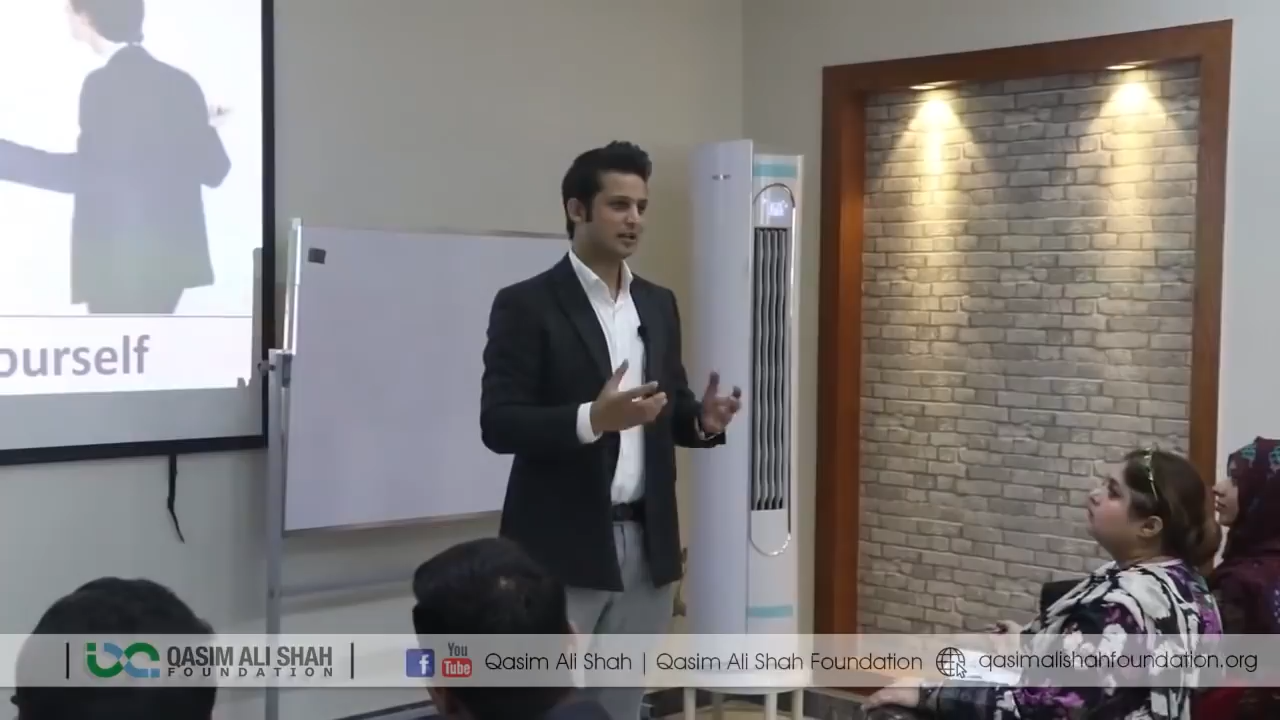 ourself
QASIM ALI SHAH
FOUNDATION
You
Tube
Qasim Ali Shah | Qasim Ali Shah Foundation
qasimalishahfoundation.org